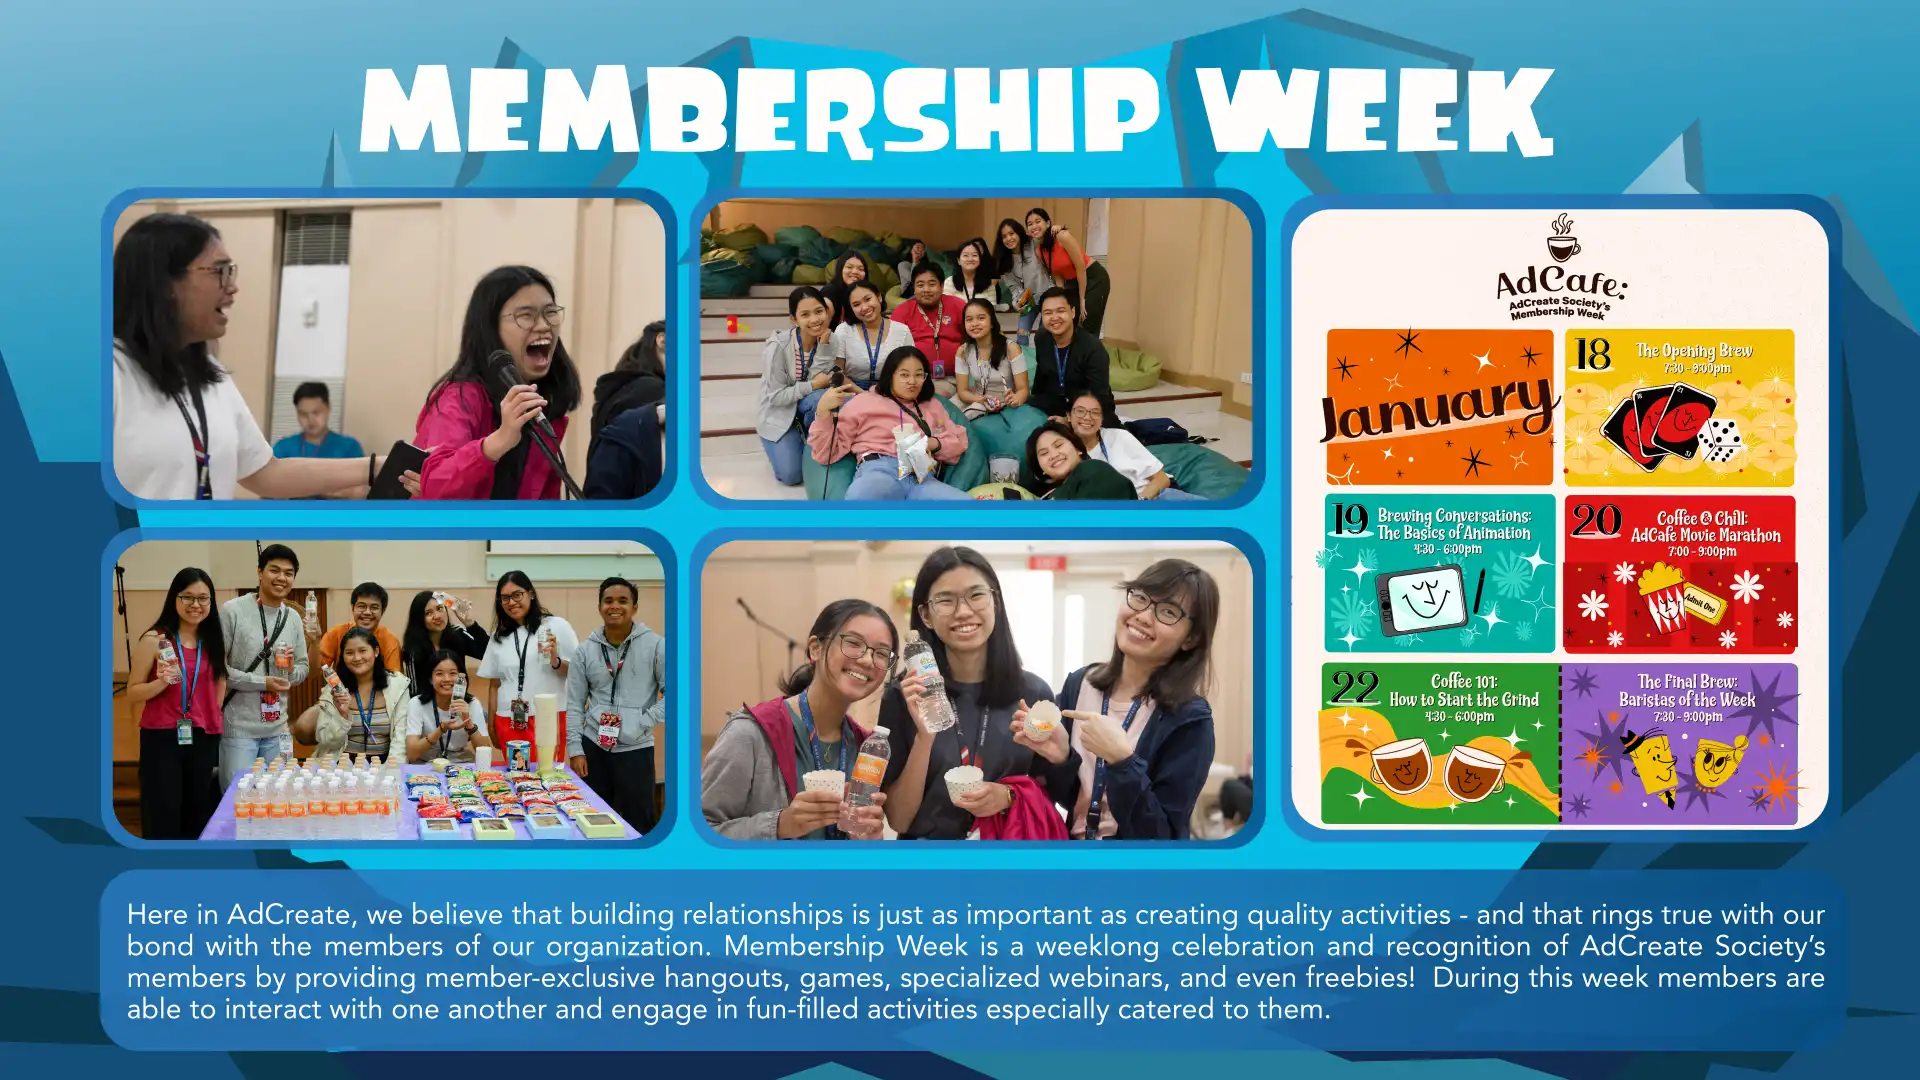 MEMBERSHIP WEEK
AdCafe:
AdCreate Society's
Membership Week
January
18
The Opening Brew
7:30 - 9:00pm
19
Brewing Conversations:
The Basics of Animation
4:30 - 6:00pm
20
Coffee & Chill:
AdCafe Movie Marathon
7:00 - 9:00pm
Admit One
22
Coffee 101:
How to Start the Grind
4:30 - 6:00pm
The Final Brew:
Baristas of the Week
7:30 - 9:00pm
Here in AdCreate, we believe that building relationships is just as important as creating quality activities - and that rings true with our
bond with the members of our organization. Membership Week is a weeklong celebration and recognition of AdCreate Society's
members by providing member-exclusive hangouts, games, specialized webinars, and even freebies! During this week members are
able to interact with one another and engage in fun-filled activities especially catered to them.